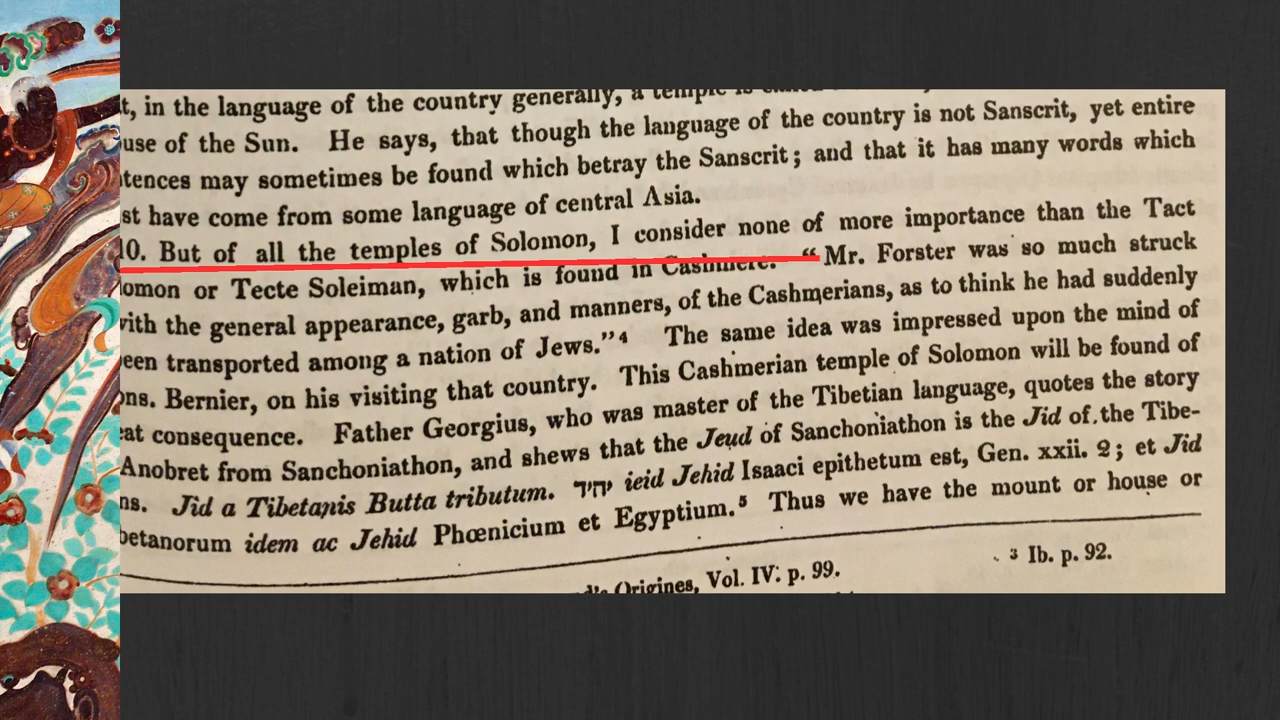 t, in the language of the country generally, a temple is
use of the Sun. He says, that though the language of the country is not Sanscrit, yet entire
tences may sometimes be found which betray the Sanscrit; and that it has many words which
st have come from some language of central Asia.
10. But of all the temples of Solomon, I consider none of more importance than the Tact
omon or Tecte Soleiman, which is found in Cashmere. “Mr. Forster was so much struck
with the general appearance, garb, and manners, of the Cashmerians, as to think he had suddenly
een transported among a nation of Jews.”⁴ The same idea was impressed upon the mind of
ons. Bernier, on his visiting that country. This Cashmerian temple of Solomon will be found of
eat consequence. Father Georgius, who was master of the Tibetian language, quotes the story
Anobret from Sanchoniathon, and shews that the Jeud of Sanchoniathon is the Jid of the Tibe-
ns. Jid a Tibetanis Butta tributum. יחיד ieid Jehid Isaaci epithetum est, Gen. xxii. 2; et Jid
betanorum idem ac Jehid Phœnicium et Egyptium.⁵ Thus we have the mount or house or
³ Ib. p. 92.
Origines, Vol. IV. p. 99.